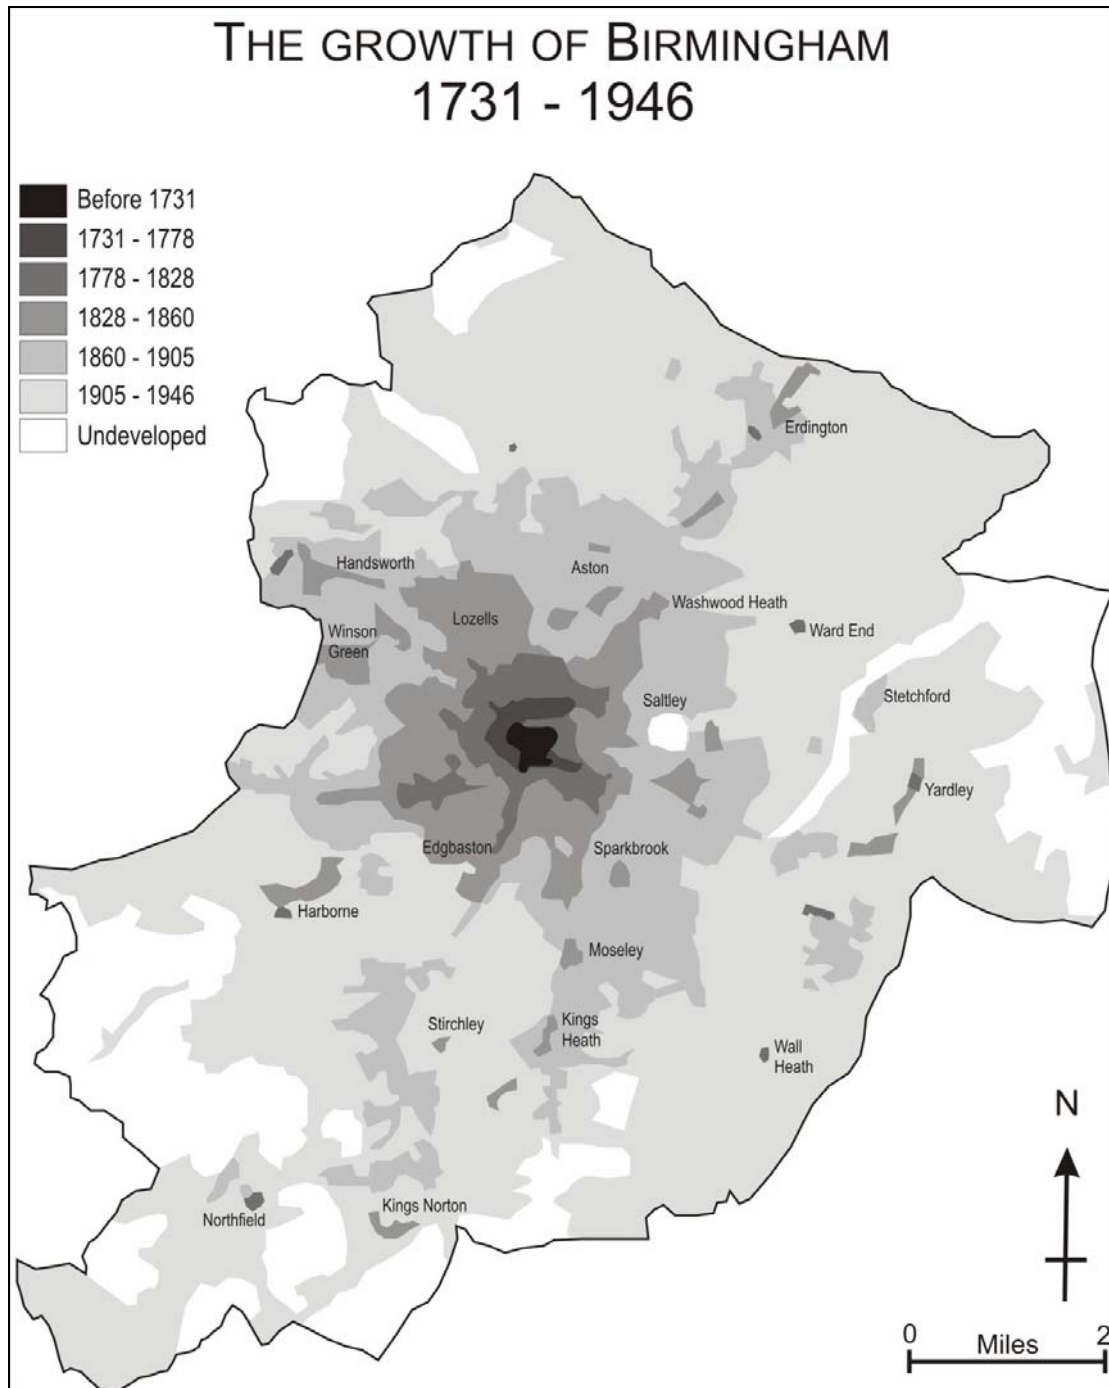 THE GROWTH OF BIRMINGHAM
1731 - 1946
Before 1731
1731 - 1778
1778 - 1828
1828 - 1860
1860 - 1905
1905 - 1946
Undeveloped
Erdington
Handsworth
Aston
Washwood Heath
Lozells
Winson
Green
Ward End
Saltley
Stetchford
Yardley
Edgbaston
Sparkbrook
Harborne
Moseley
Stirchley
Kings
Heath
Wall
Heath
Northfield
Kings Norton
N
0 2
Miles